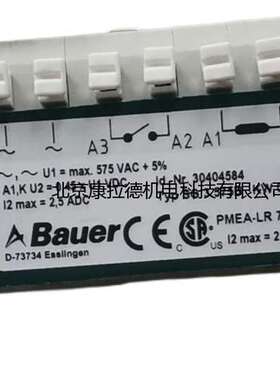 A3 A2 A1
~, ~ U1 = max. 575 VAC + 5%
A1,K U2 = Id-Nr. 30404584
北京康拉德机电科技有限公司
I2 max = 2,5 ADC
Bauer CE SA
PMEA-LR
D-73734 Esslingen
I2 max = 2